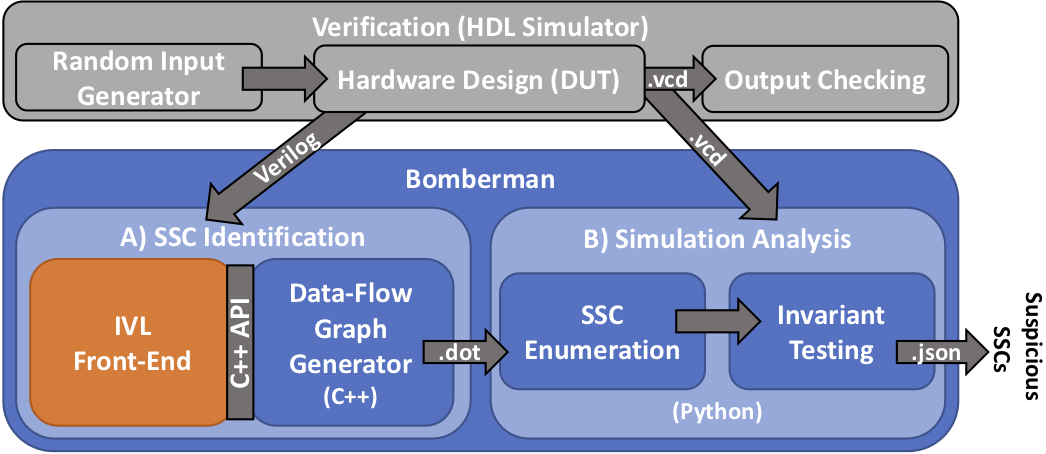 Verification (HDL Simulator)
Random Input
Generator
Hardware Design (DUT)
.vcd
Output Checking
Verilog
.vcd
Bomberman
A) SSC Identification
IVL
Front-End
C++ API
Data-Flow
Graph
Generator
(C++)
.dot
B) Simulation Analysis
SSC
Enumeration
Invariant
Testing
(Python)
.json
Suspicious
SSCs